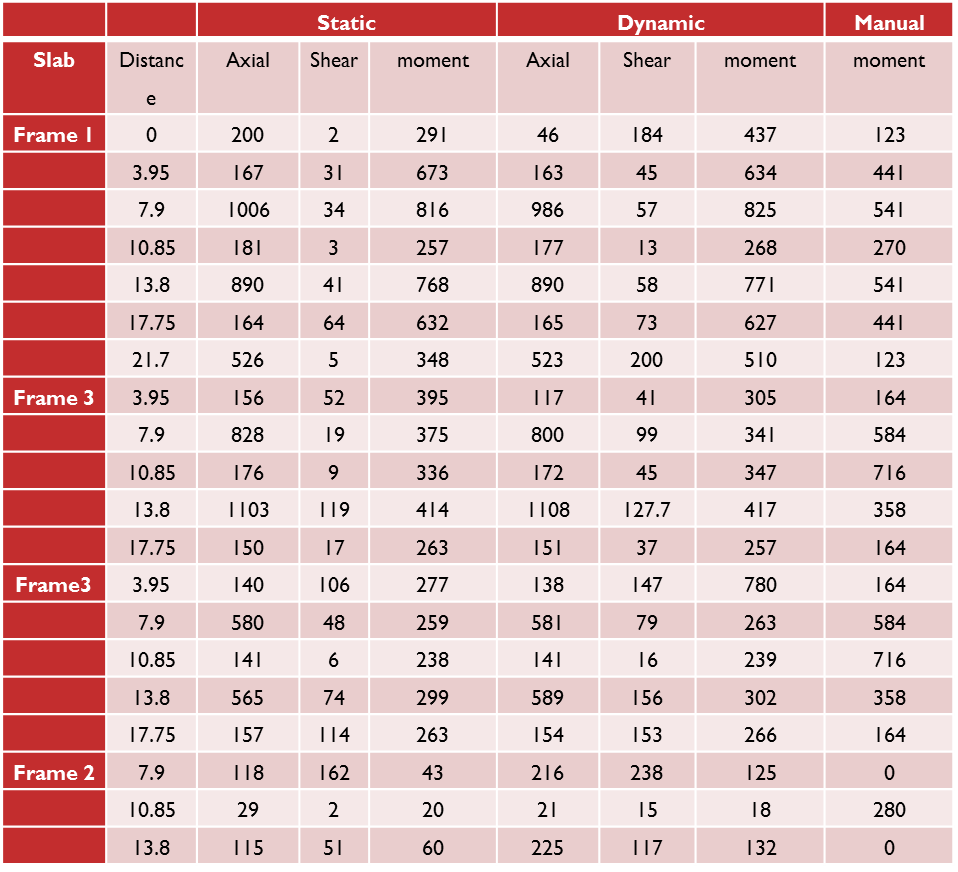 Static Dynamic Manual
Slab Distanc Axial Shear moment Axial Shear moment moment
e
Frame 1 0 200 2 291 46 184 437 123
3.95 167 31 673 163 45 634 441
7.9 1006 34 816 986 57 825 541
10.85 181 3 257 177 13 268 270
13.8 890 41 768 890 58 771 541
17.75 164 64 632 165 73 627 441
21.7 526 5 348 523 200 510 123
Frame 3 3.95 156 52 395 117 41 305 164
7.9 828 19 375 800 99 341 584
10.85 176 9 336 172 45 347 716
13.8 1103 119 414 1108 127.7 417 358
17.75 150 17 263 151 37 257 164
Frame3 3.95 140 106 277 138 147 780 164
7.9 580 48 259 581 79 263 584
10.85 141 6 238 141 16 239 716
13.8 565 74 299 589 156 302 358
17.75 157 114 263 154 153 266 164
Frame 2 7.9 118 162 43 216 238 125 0
10.85 29 2 20 21 15 18 280
13.8 115 51 60 225 117 132 0